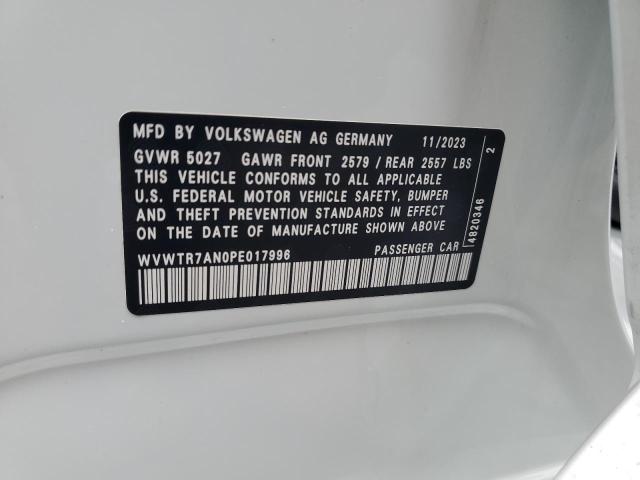 MFD BY VOLKSWAGEN AG GERMANY 11/2023
GVWR 5027 GAWR FRONT 2579 / REAR 2557 LBS
THIS VEHICLE CONFORMS TO ALL APPLICABLE
U.S. FEDERAL MOTOR VEHICLE SAFETY, BUMPER
AND THEFT PREVENTION STANDARDS IN EFFECT
ON THE DATE OF MANUFACTURE SHOWN ABOVE
WVWTR7AN0PE017996 PASSENGER CAR
4820346 2